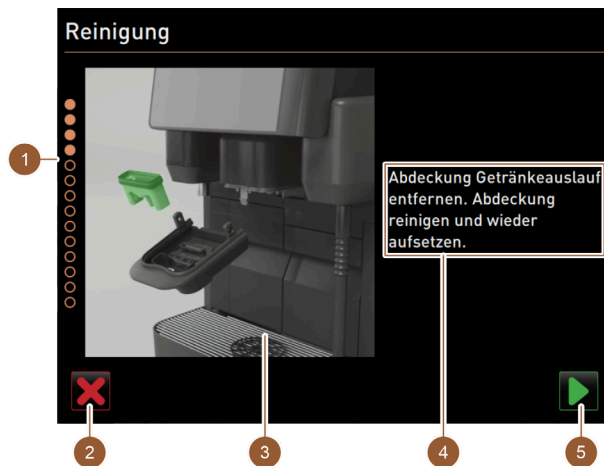 Reinigung
Abdeckung Getränkeauslauf
entfernen. Abdeckung
reinigen und wieder
aufsetzen.
1
2
3
4
5